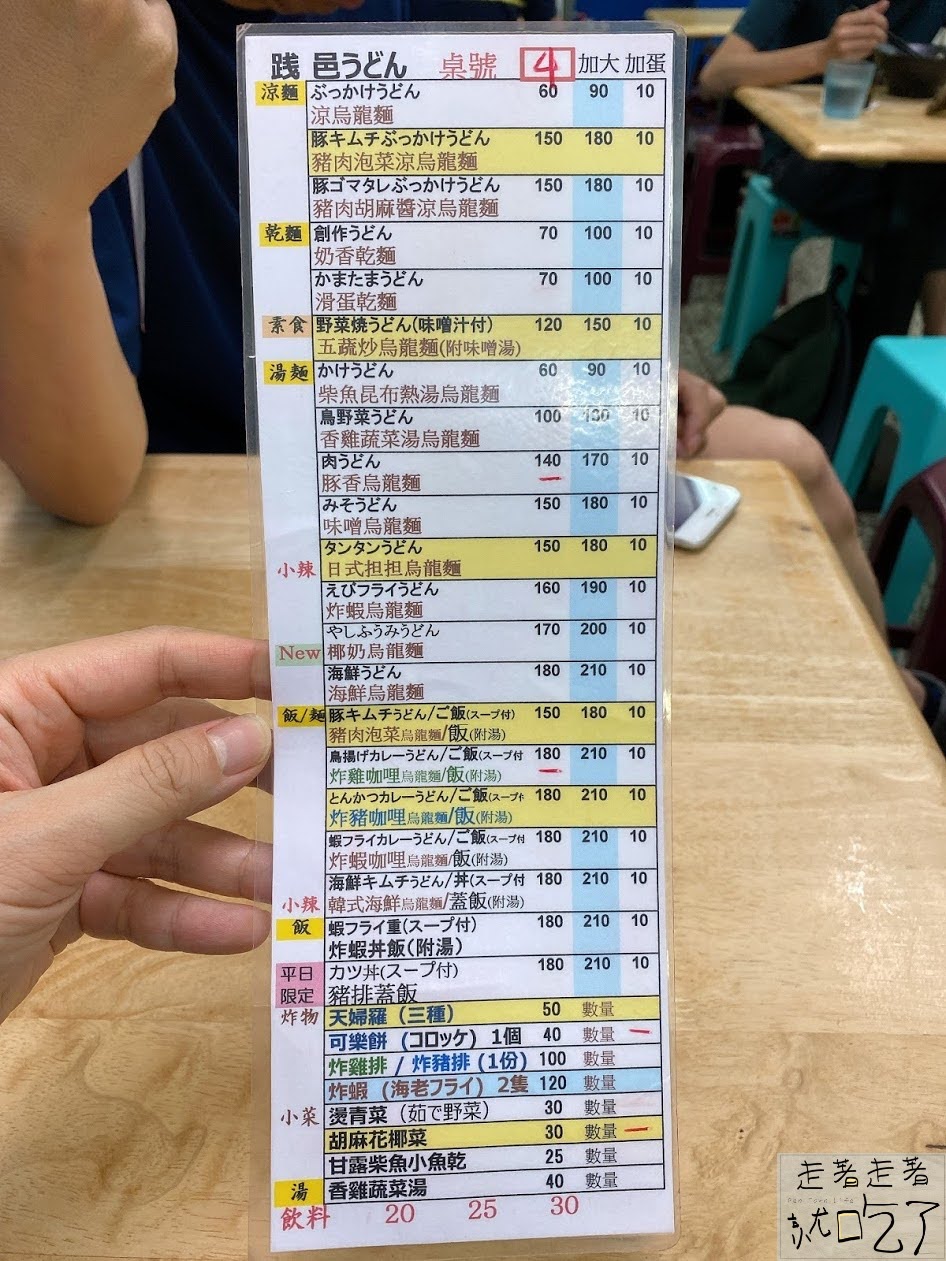 践 邑うどん 桌號 4 加大 加蛋
涼麵 ぶっかけうどん 60 90 10
涼烏龍麵
豚キムチぶっかけうどん 150 180 10
豬肉泡菜涼烏龍麵
豚ゴマタレぶっかけうどん 150 180 10
豬肉胡麻醬涼烏龍麵
乾麵 創作うどん 70 100 10
奶香乾麵
かまたまうどん 70 100 10
滑蛋乾麵
素食 野菜焼うどん(味噌汁付) 120 150 10
五蔬炒烏龍麵(附味噌湯)
湯麵 かけうどん 60 90 10
柴魚昆布熱湯烏龍麵
鳥野菜うどん 100 130 10
香雞蔬菜湯烏龍麵
肉うどん 140 170 10
豚香烏龍麵
みそうどん 150 180 10
味噌烏龍麵
タンタンうどん 150 180 10
小辣 日式担担烏龍麵
えびフライうどん 160 190 10
炸蝦烏龍麵
やしふうみうどん 170 200 10
New 椰奶烏龍麵
海鮮うどん 180 210 10
海鮮烏龍麵
飯/麵 豚キムチうどん/ご飯(スープ付) 150 180 10
豬肉泡菜烏龍麵/飯(附湯)
鳥揚げカレーうどん/ご飯(スープ付 180 210 10
炸雞咖哩烏龍麵/飯(附湯)
とんかつカレーうどん/ご飯(スープ付 180 210 10
炸豬咖哩烏龍麵/飯(附湯)
蝦フライカレーうどん/ご飯(スープ付 180 210 10
炸蝦咖哩烏龍麵/飯(附湯)
海鮮キムチうどん/丼(スープ付 180 210 10
小辣 韓式海鮮烏龍麵/蓋飯(附湯)
飯 蝦フライ重(スープ付) 180 210 10
炸蝦丼飯(附湯)
平日 カツ丼(スープ付) 180 210 10
限定 豬排蓋飯
炸物 天婦羅（三種） 50 數量
可樂餅 (コロッケ) 1個 40 數量
炸雞排 / 炸豬排 (1份) 100 數量
炸蝦 (海老フライ) 2隻 120 數量
小菜 燙青菜（茹で野菜） 30 數量
胡麻花椰菜 30 數量
甘露柴魚小魚乾 25 數量
湯 香雞蔬菜湯 40 數量
飲料 20 25 30
走著走著
就口吃了